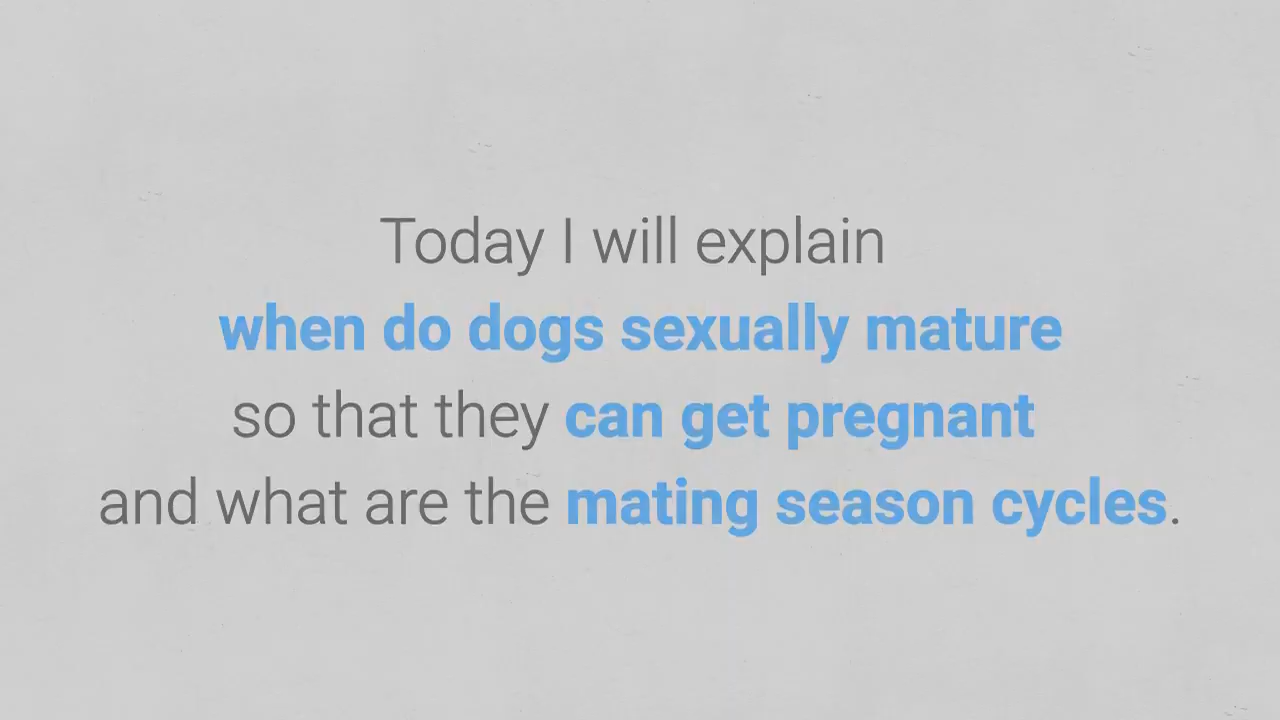 Today I will explain
when do dogs sexually mature
so that they can get pregnant
and what are the mating season cycles.